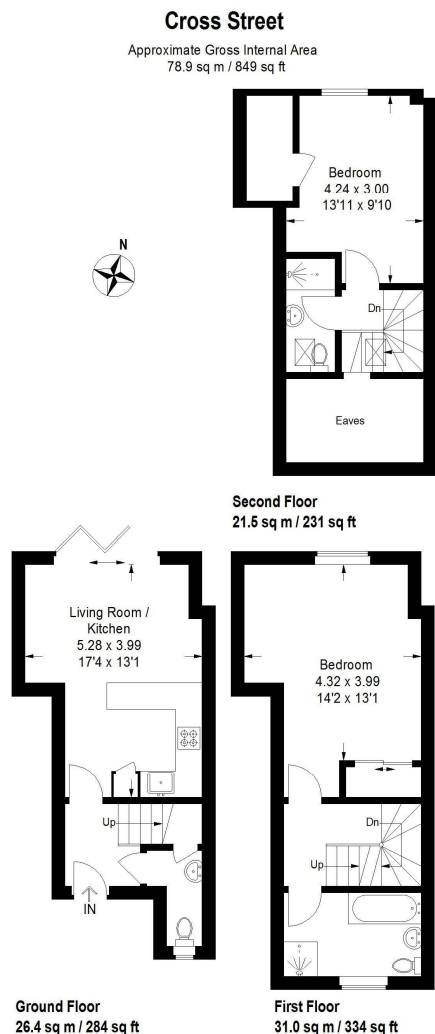 Cross Street
Approximate Gross Internal Area
78.9 sq m / 849 sq ft
N
Bedroom
4.24 x 3.00
13'11 x 9'10
Dn
Eaves
Second Floor
21.5 sq m / 231 sq ft
Living Room /
Kitchen
5.28 x 3.99
17'4 x 13'1
Up
IN
Ground Floor
26.4 sq m / 284 sq ft
Bedroom
4.32 x 3.99
14'2 x 13'1
Dn
Up
First Floor
31.0 sq m / 334 sq ft